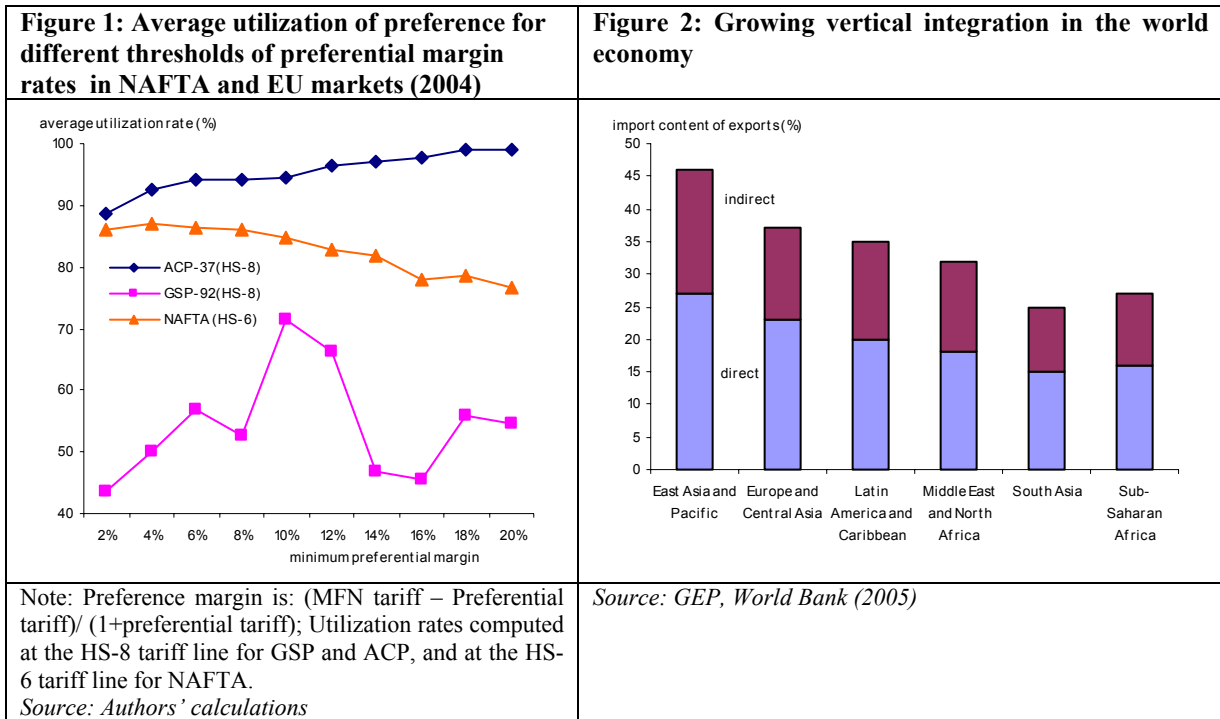 Figure 1: Average utilization of preference for
different thresholds of preferential margin
rates in NAFTA and EU markets (2004)
Figure 2: Growing vertical integration in the world
economy
average utilization rate (%)
100
90
80
70
60
50
40
ACP-37(HS-8)
GSP-92(HS-8)
NAFTA (HS-6)
2% 4% 6% 8% 10% 12% 14% 16% 18% 20%
minimum preferential margin
import content of exports (%)
50
45
40
35
30
25
20
15
10
5
0
indirect
direct
East Asia and
Pacific
Europe and
Central Asia
Latin
America and
Caribbean
Middle East
and North
Africa
South Asia
Sub-
Saharan
Africa
Note: Preference margin is: (MFN tariff – Preferential
tariff)/ (1+preferential tariff); Utilization rates computed
at the HS-8 tariff line for GSP and ACP, and at the HS-
6 tariff line for NAFTA.
Source: Authors’ calculations
Source: GEP, World Bank (2005)